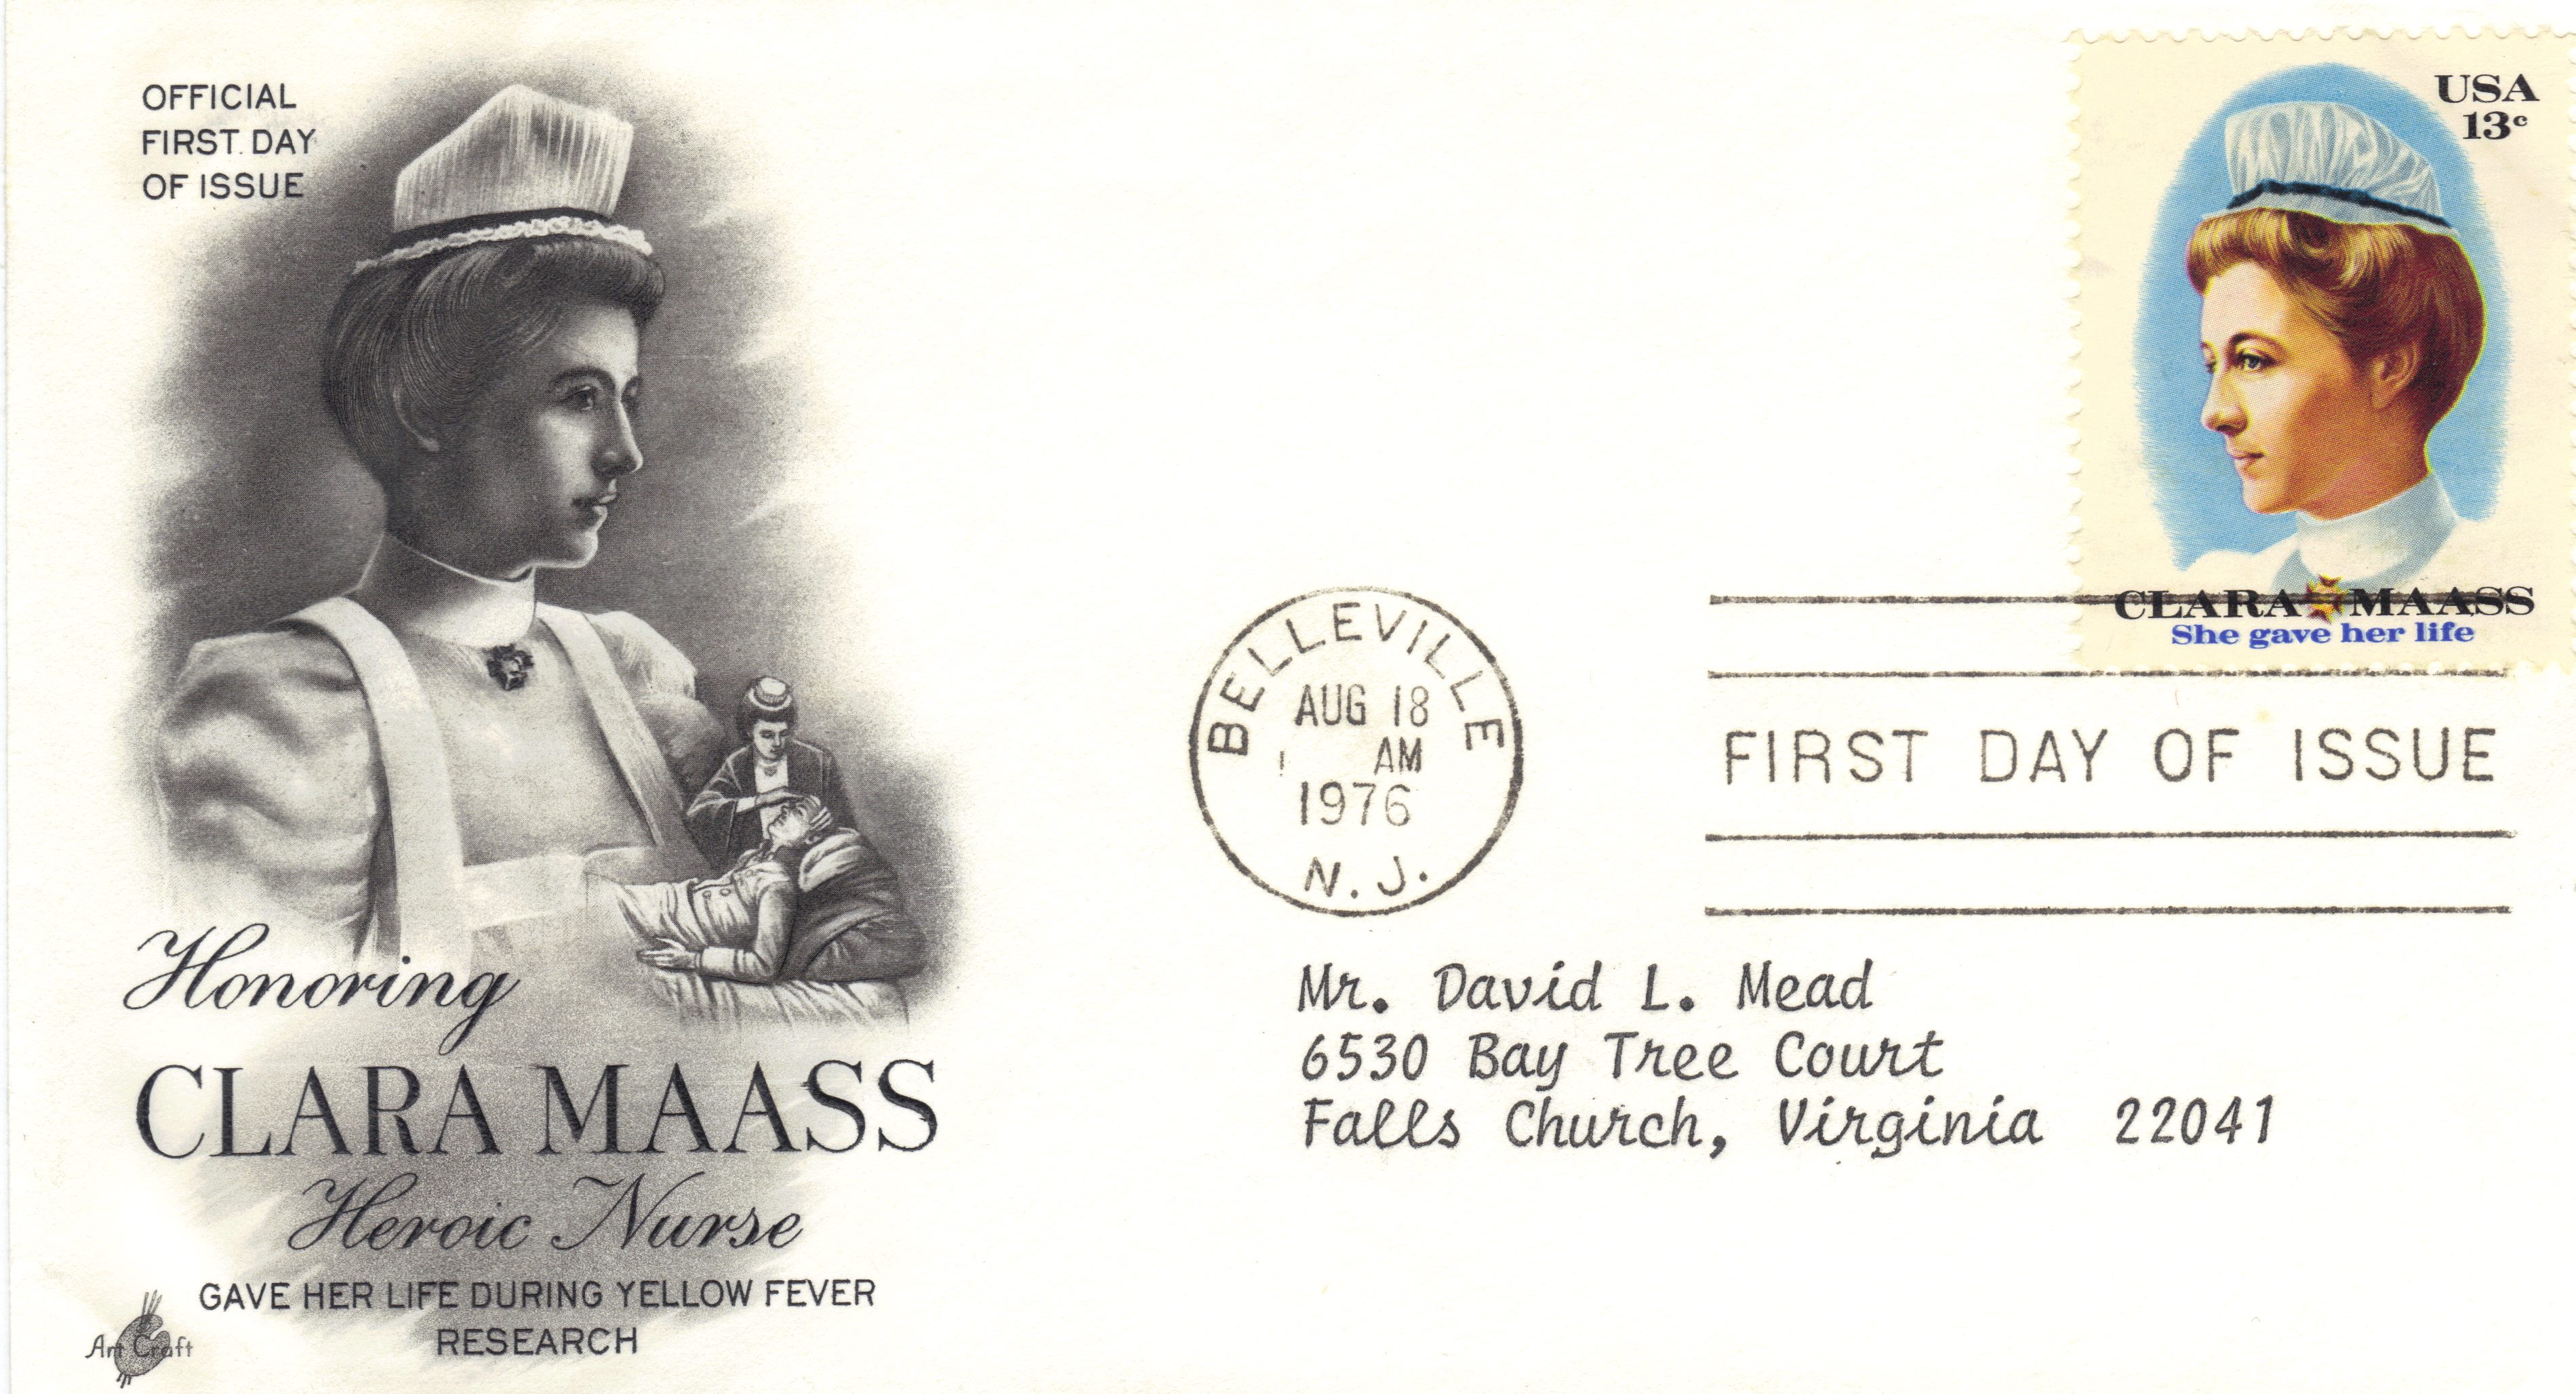 OFFICIAL
FIRST DAY
OF ISSUE
USA
13c
CLARA MAASS
She gave her life
BELLEVILLE
AUG 18
AM
1976
N. J.
FIRST DAY OF ISSUE
Mr. David L. Mead
6530 Bay Tree Court
Falls Church, Virginia 22041
Honoring
CLARA MAASS
Heroic Nurse
GAVE HER LIFE DURING YELLOW FEVER
RESEARCH
Art Craft